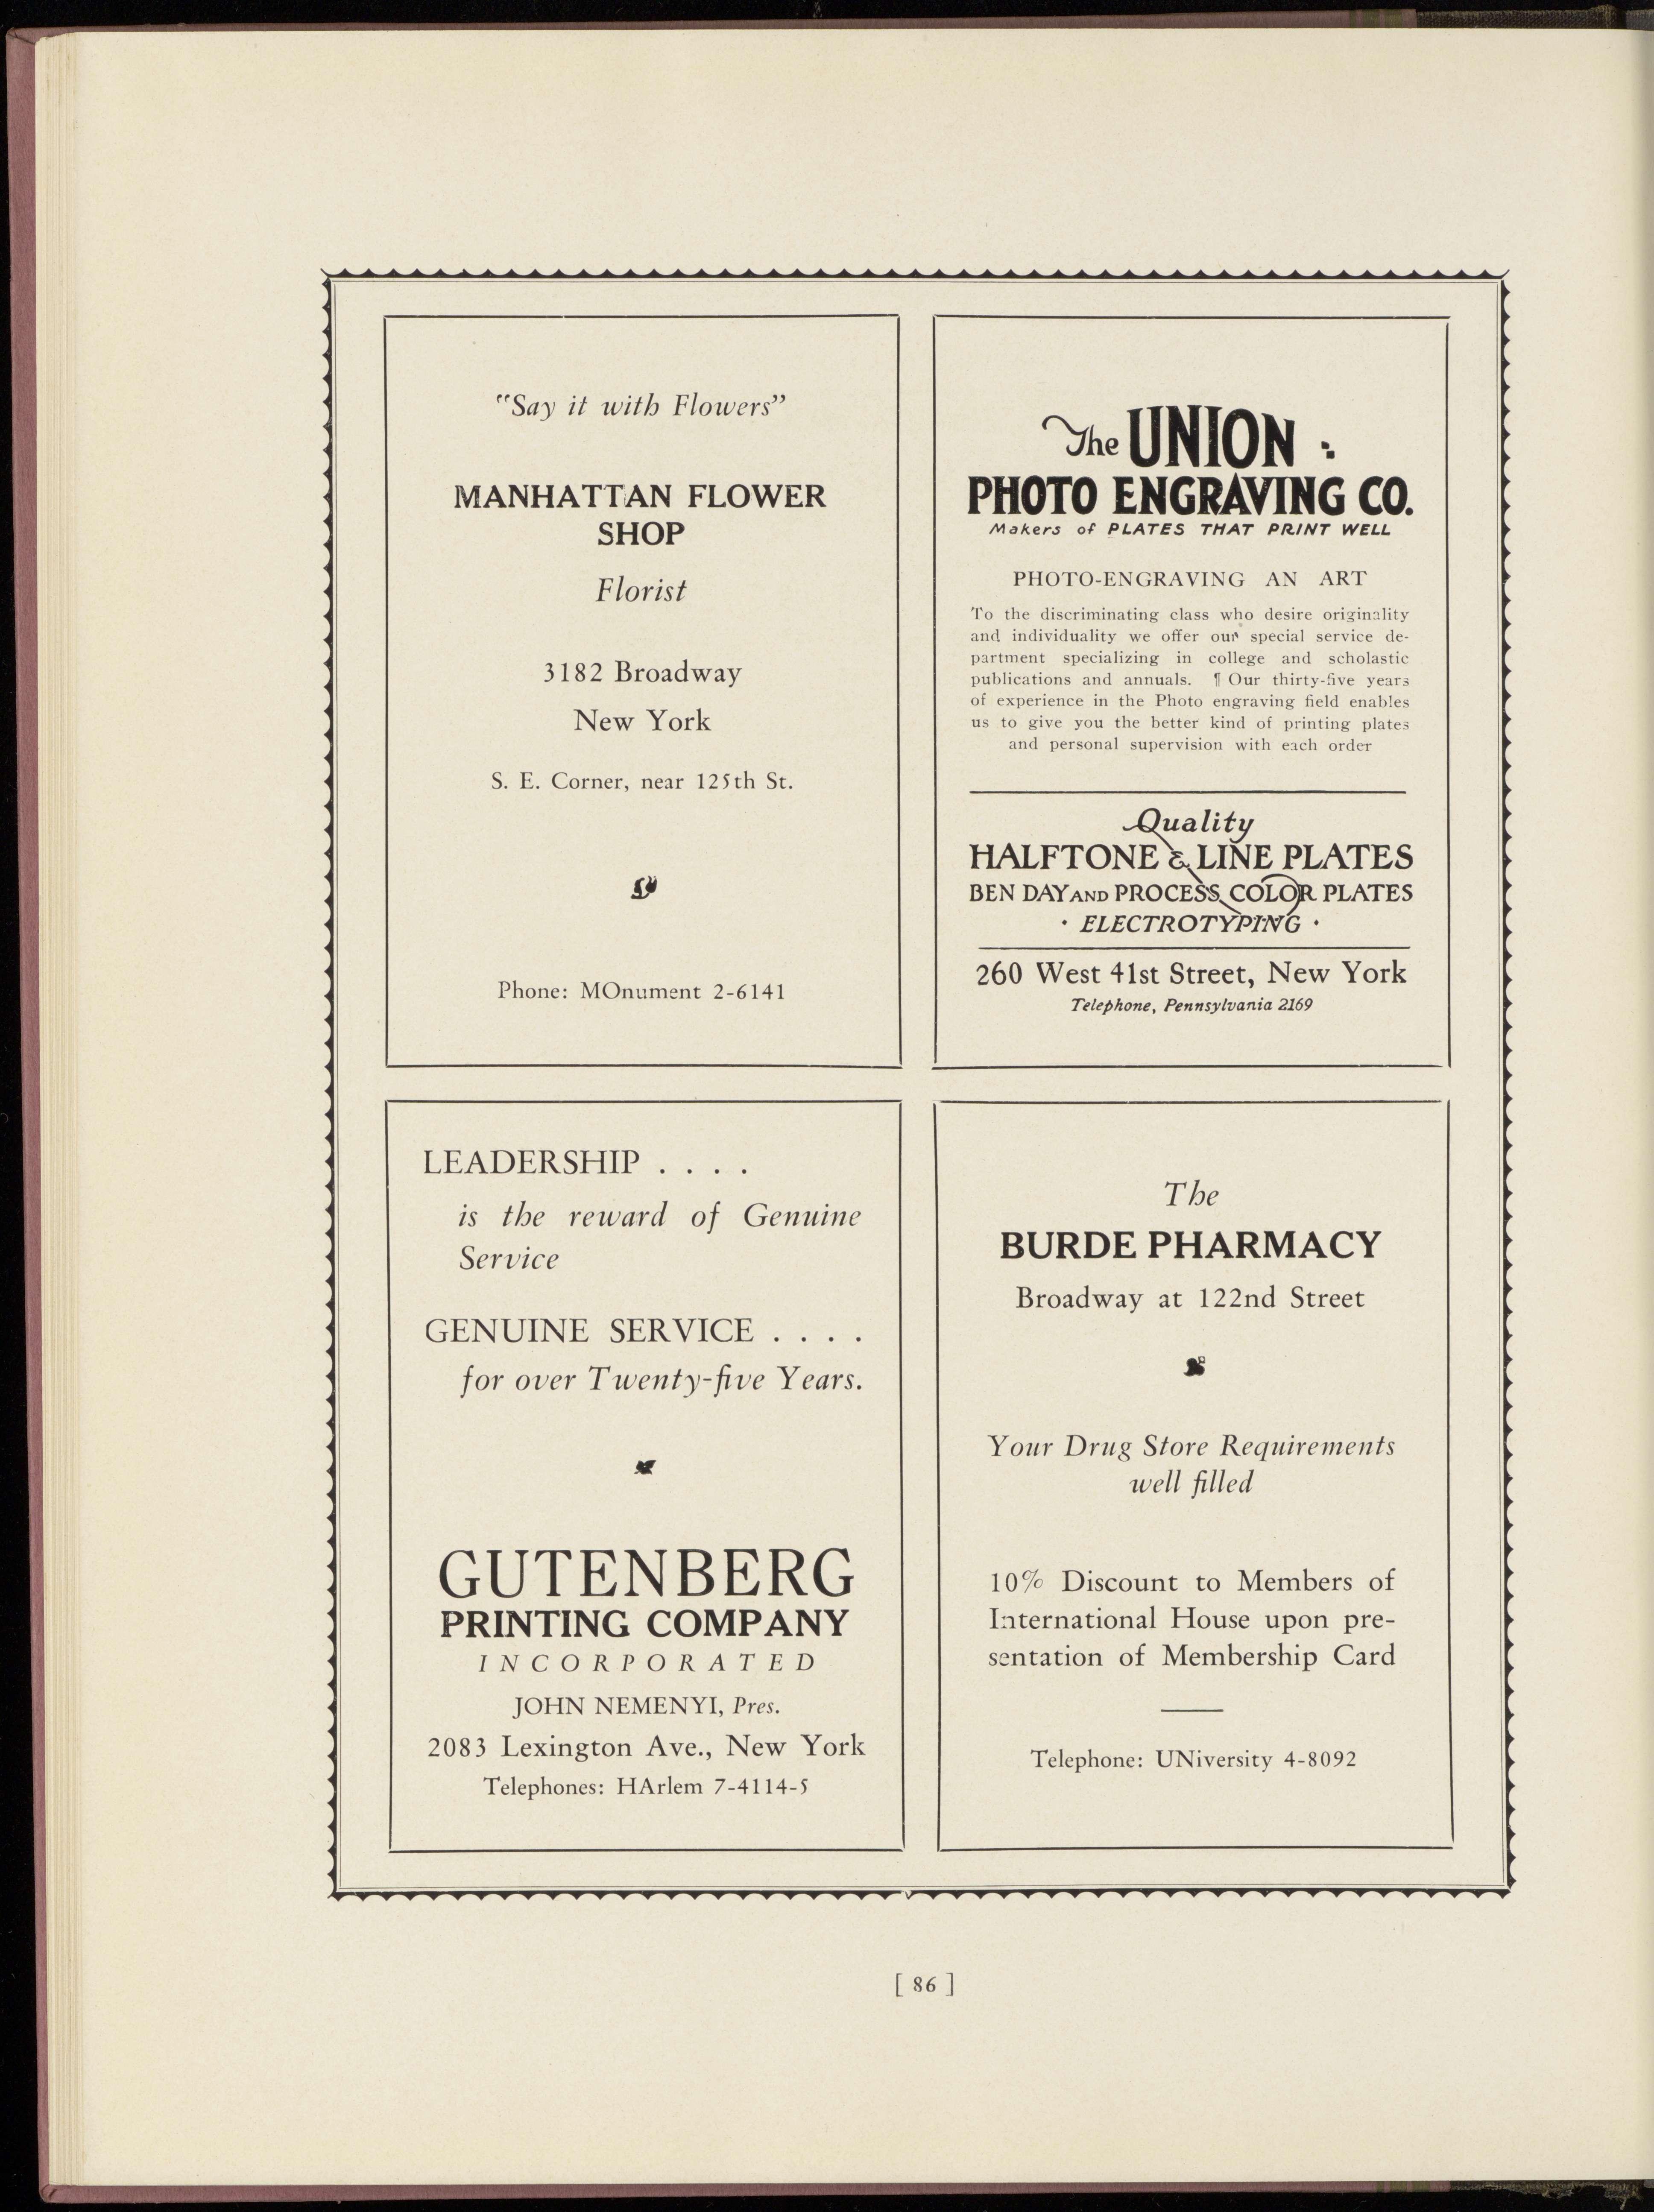 "Say it with Flowers"
MANHATTAN FLOWER
SHOP
Florist
3182 Broadway
New York
S. E. Corner, near 125th St.
Phone: MOnument 2-6141
The UNION
PHOTO ENGRAVING CO.
Makers of PLATES THAT PRINT WELL
PHOTO-ENGRAVING AN ART
To the discriminating class who desire originality
and individuality we offer our special service de-
partment specializing in college and scholastic
publications and annuals. ¶ Our thirty-five years
of experience in the Photo engraving field enables
us to give you the better kind of printing plates
and personal supervision with each order
Quality
HALFTONE & LINE PLATES
BEN DAY AND PROCESS COLOR PLATES
· ELECTROTYPING ·
260 West 41st Street, New York
Telephone, Pennsylvania 2169
LEADERSHIP . . . .
is the reward of Genuine
Service
GENUINE SERVICE . . . .
for over Twenty-five Years.
GUTENBERG
PRINTING COMPANY
INCORPORATED
JOHN NEMENYI, Pres.
2083 Lexington Ave., New York
Telephones: HArlem 7-4114-5
The
BURDE PHARMACY
Broadway at 122nd Street
Your Drug Store Requirements
well filled
10% Discount to Members of
International House upon pre-
sentation of Membership Card
Telephone: UNiversity 4-8092
[ 86 ]